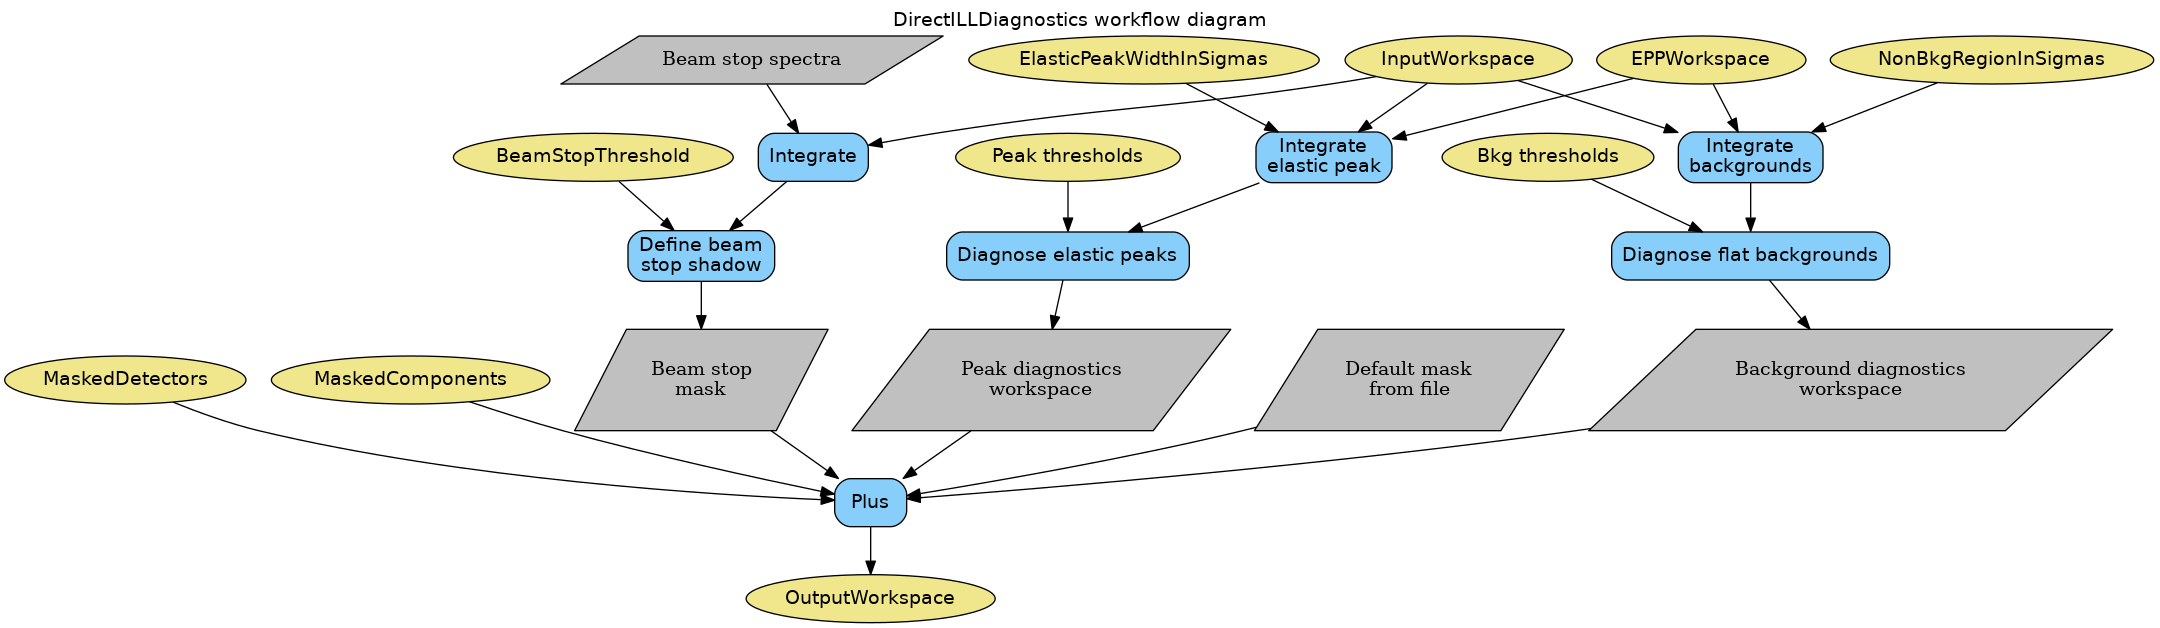 DirectILLDiagnostics workflow diagram
Beam stop spectra
ElasticPeakWidthInSigmas
InputWorkspace
EPPWorkspace
NonBkgRegionInSigmas
BeamStopThreshold
Integrate
Peak thresholds
Integrate
elastic peak
Bkg thresholds
Integrate
backgrounds
Define beam
stop shadow
Diagnose elastic peaks
Diagnose flat backgrounds
MaskedDetectors
MaskedComponents
Beam stop
mask
Peak diagnostics
workspace
Default mask
from file
Background diagnostics
workspace
Plus
OutputWorkspace